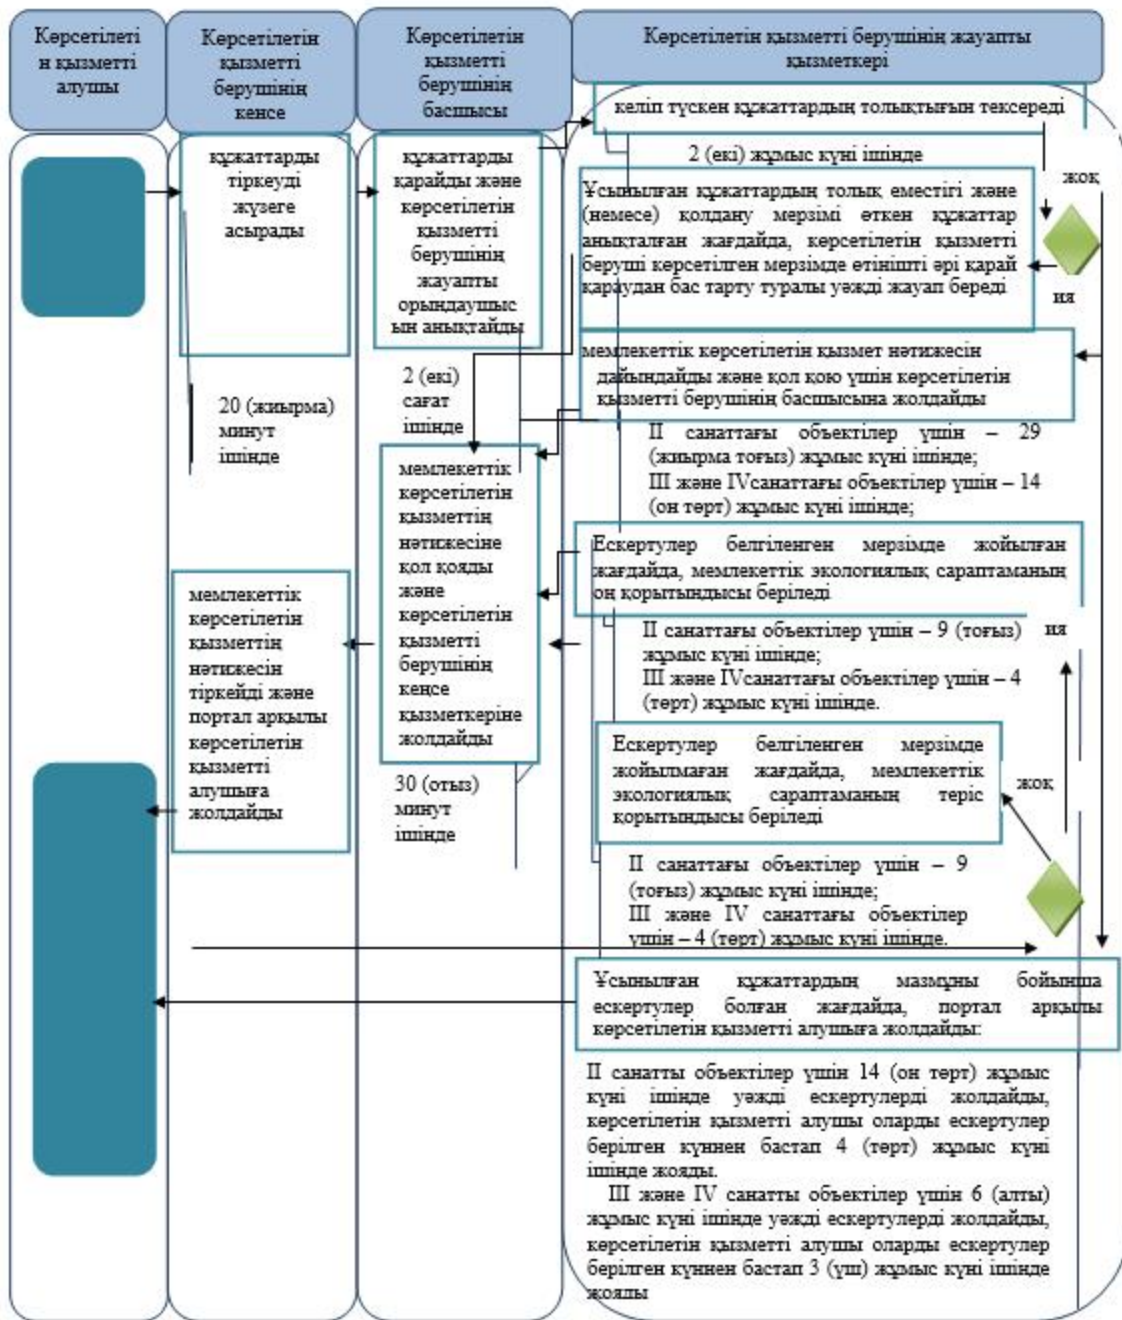 Көрсетілеті
н қызметті
алушы
Көрсетілетін
қызметті
берушінің
кенсе
Көрсетілетін
қызметті
берушінің
басшысы
Көрсетілетін қызметті берушінің жауапты
қызметкері
құжаттарды
тіркеуді
жүзеге
асырады
20 (жиырма)
минут
ішінде
құжаттарды
қарайды және
көрсетілетін
қызметті
берушінің
жауапты
орындаушыс
ын анықтайды
2 (екі)
сағат
ішінде
келіп түскен құжаттардың толықтығын тексереді
2 (екі) жұмыс күні ішінде
жоқ
Ұсынылған құжаттардың толық еместігі және
(немесе) қолдану мерзімі өткен құжаттар
анықталған жағдайда, көрсетілетін қызметті
беруші көрсетілген мерзімде өтінішті әрі қарай
қараудан бас тарту туралы уәжді жауап береді
ия
мемлекеттік көрсетілетін қызмет нәтижесін
дайындайды және қол қою үшін көрсетілетін
қызметті берушінің басшысына жолдайды
II санаттағы объектілер үшін – 29
(жиырма тоғыз) жұмыс күні ішінде;
III және IVсанаттағы объектілер үшін – 14
(он төрт) жұмыс күні ішінде;
мемлекеттік
көрсетілетін
қызметтің
нәтижесіне
қол қояды
және
көрсетілетін
қызметті
берушінің
кеңсе
қызметкеріне
жолдайды
30 (отыз)
минут
ішінде
мемлекеттік
көрсетілетін
қызметтің
нәтижесін
тіркейді және
портал арқылы
көрсетілетін
қызметті
алушыға
жолдайды
Ескертулер белгіленген мерзімде жойылған
жағдайда, мемлекеттік экологиялық сараптаманың
оң қорытындысы беріледі
II санаттағы объектілер үшін – 9 (тоғыз)
жұмыс күні ішінде;
III және IVсанаттағы объектілер үшін – 4
(төрт) жұмыс күні ішінде.
ия
Ескертулер белгіленген мерзімде
жойылмаған жағдайда, мемлекеттік
экологиялық сараптаманың теріс
қорытындысы беріледі
жоқ
II санаттағы объектілер үшін – 9
(тоғыз) жұмыс күні ішінде;
III және IV санаттағы объектілер
үшін – 4 (төрт) жұмыс күні ішінде.
Ұсынылған құжаттардың мазмұны бойынша
ескертулер болған жағдайда, портал арқылы
көрсетілетін қызметті алушыға жолдайды:
II санатты объектілер үшін 14 (он төрт) жұмыс
күні ішінде уәжді ескертулерді жолдайды,
көрсетілетін қызметті алушы оларды ескертулер
берілген күннен бастап 4 (төрт) жұмыс күні
ішінде жояды.
III және IV санатты объектілер үшін 6 (алты)
жұмыс күні ішінде уәжді ескертулерді жолдайды,
көрсетілетін қызметті алушы оларды ескертулер
берілген күннен бастап 3 (үш) жұмыс күні ішінде
жояды